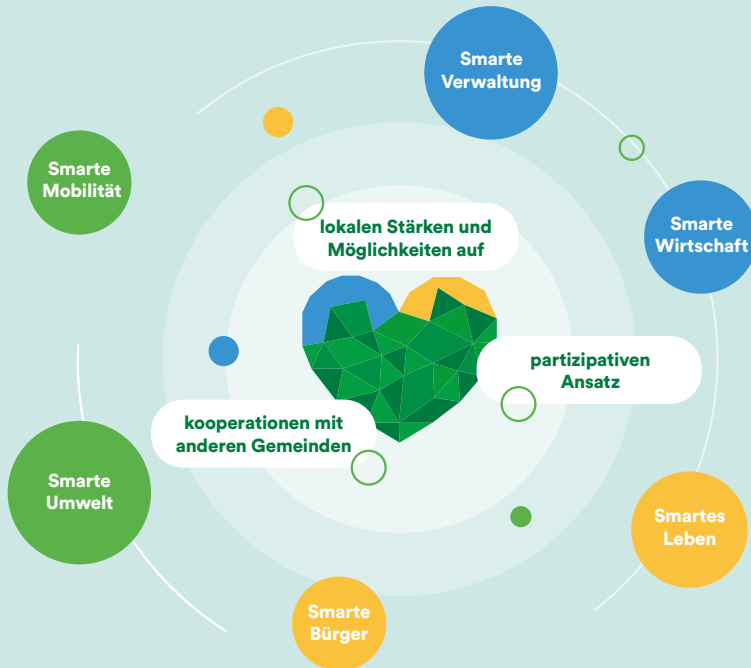 Smarte
Verwaltung
Smarte
Mobilität
lokalen Stärken und
Möglichkeiten auf
Smarte
Wirtschaft
partizipativen
Ansatz
kooperationen mit
anderen Gemeinden
Smarte
Umwelt
Smartes
Leben
Smarte
Bürger